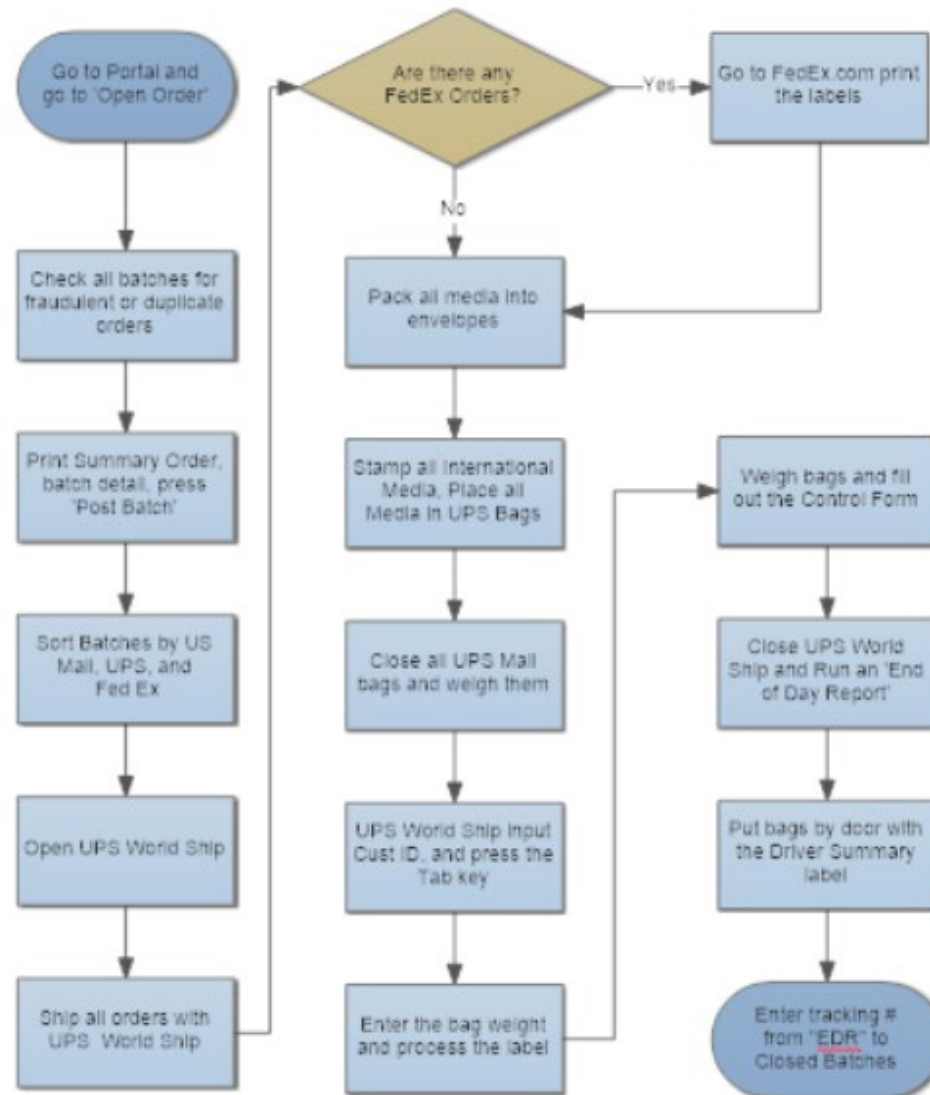 Go to Portal and
go to 'Open Order'
Check all batches for
fraudulent or duplicate
orders
Print Summary Order,
batch detail, press
'Post Batch'
Sort Batches by US
Mail, UPS, and
Fed Ex
Open UPS World Ship
Ship all orders with
UPS World Ship
Are there any
FedEx Orders?
Yes
Go to FedEx.com print
the labels
No
Pack all media into
envelopes
Stamp all International
Media, Place all
Media in UPS Bags
Close all UPS Mail
bags and weigh them
UPS World Ship Input
Cust ID, and press the
Tab key
Enter the bag weight
and process the label
Weigh bags and fill
out the Control Form
Close UPS World
Ship and Run an 'End
of Day Report'
Put bags by door with
the Driver Summary
label
Enter tracking #
from "EDR" to
Closed Batches